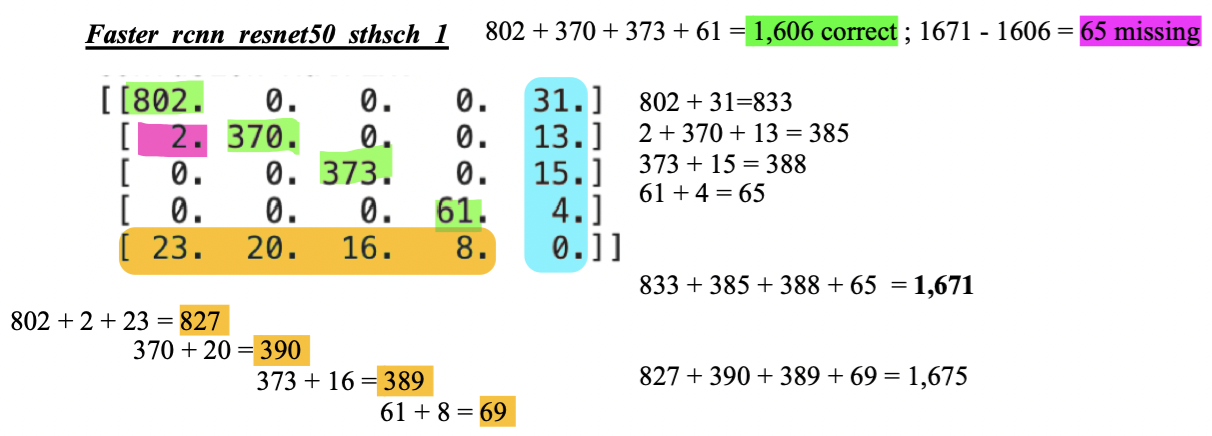 Faster_rcnn_resnet50_sthsch_1 802 + 370 + 373 + 61 = 1,606 correct ; 1671 - 1606 = 65 missing
[[802. 0. 0. 0. 31.] 802 + 31=833
[ 2. 370. 0. 0. 13.] 2 + 370 + 13 = 385
[ 0. 0. 373. 0. 15.] 373 + 15 = 388
[ 0. 0. 0. 61. 4.] 61 + 4 = 65
[ 23. 20. 16. 8. 0.]]
833 + 385 + 388 + 65 = 1,671
802 + 2 + 23 = 827
370 + 20 = 390
373 + 16 = 389
827 + 390 + 389 + 69 = 1,675
61 + 8 = 69